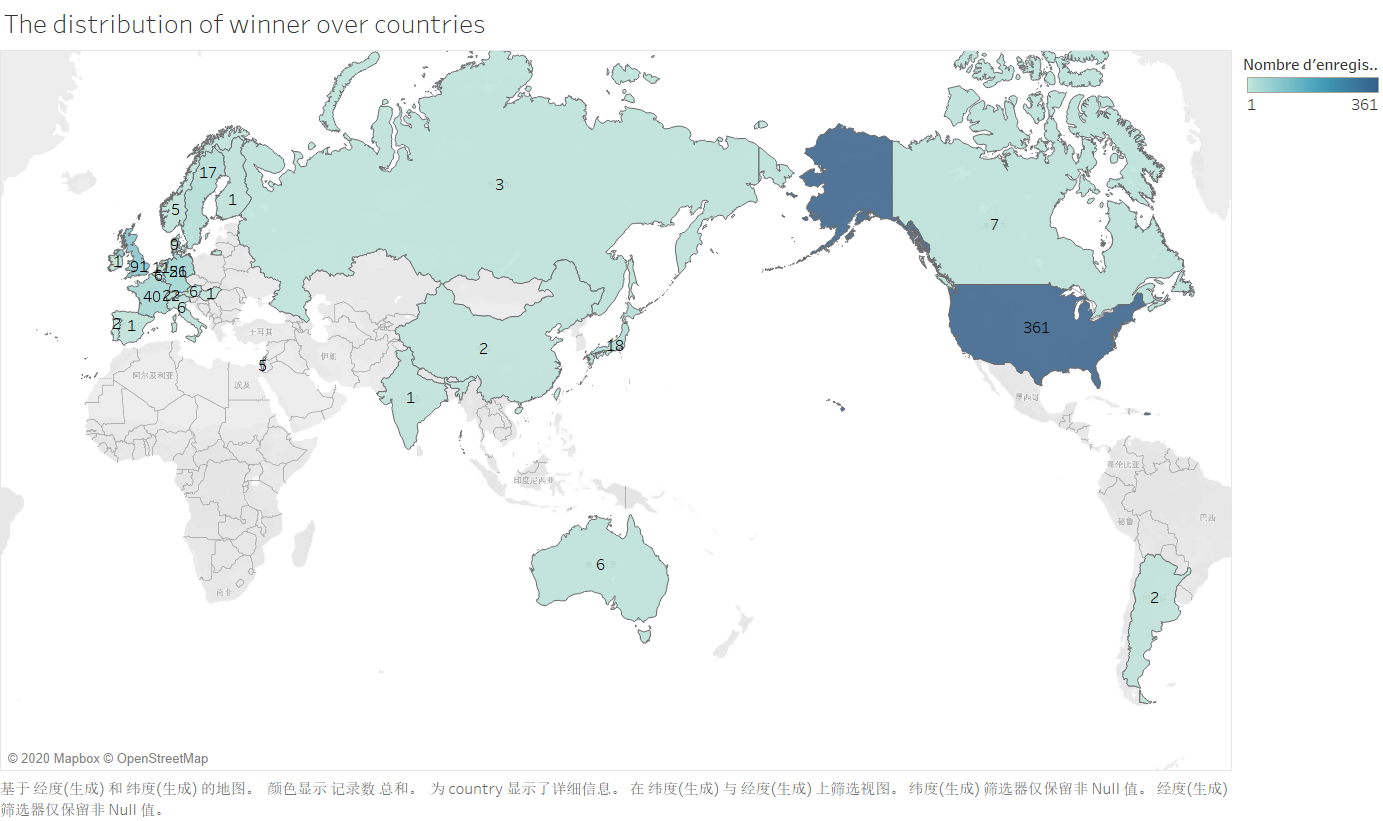 The distribution of winner over countries
Nombre d'enregis..
1 361
17
3
1
5
7
9
1
91
11
6
40
22
6
1
6
2
1
361
18
2
土耳其
伊朗
5
阿尔及利亚
埃及
1
墨西哥
哥伦比亚
印度尼西亚
秘鲁
巴西
6
南非
2
© 2020 Mapbox © OpenStreetMap
基于 经度(生成) 和 纬度(生成) 的地图。 颜色显示 记录数 总和。 为 country 显示了详细信息。 在 纬度(生成) 与 经度(生成) 上筛选视图。 纬度(生成) 筛选器仅保留非 Null 值。 经度(生成)
筛选器仅保留非 Null 值。